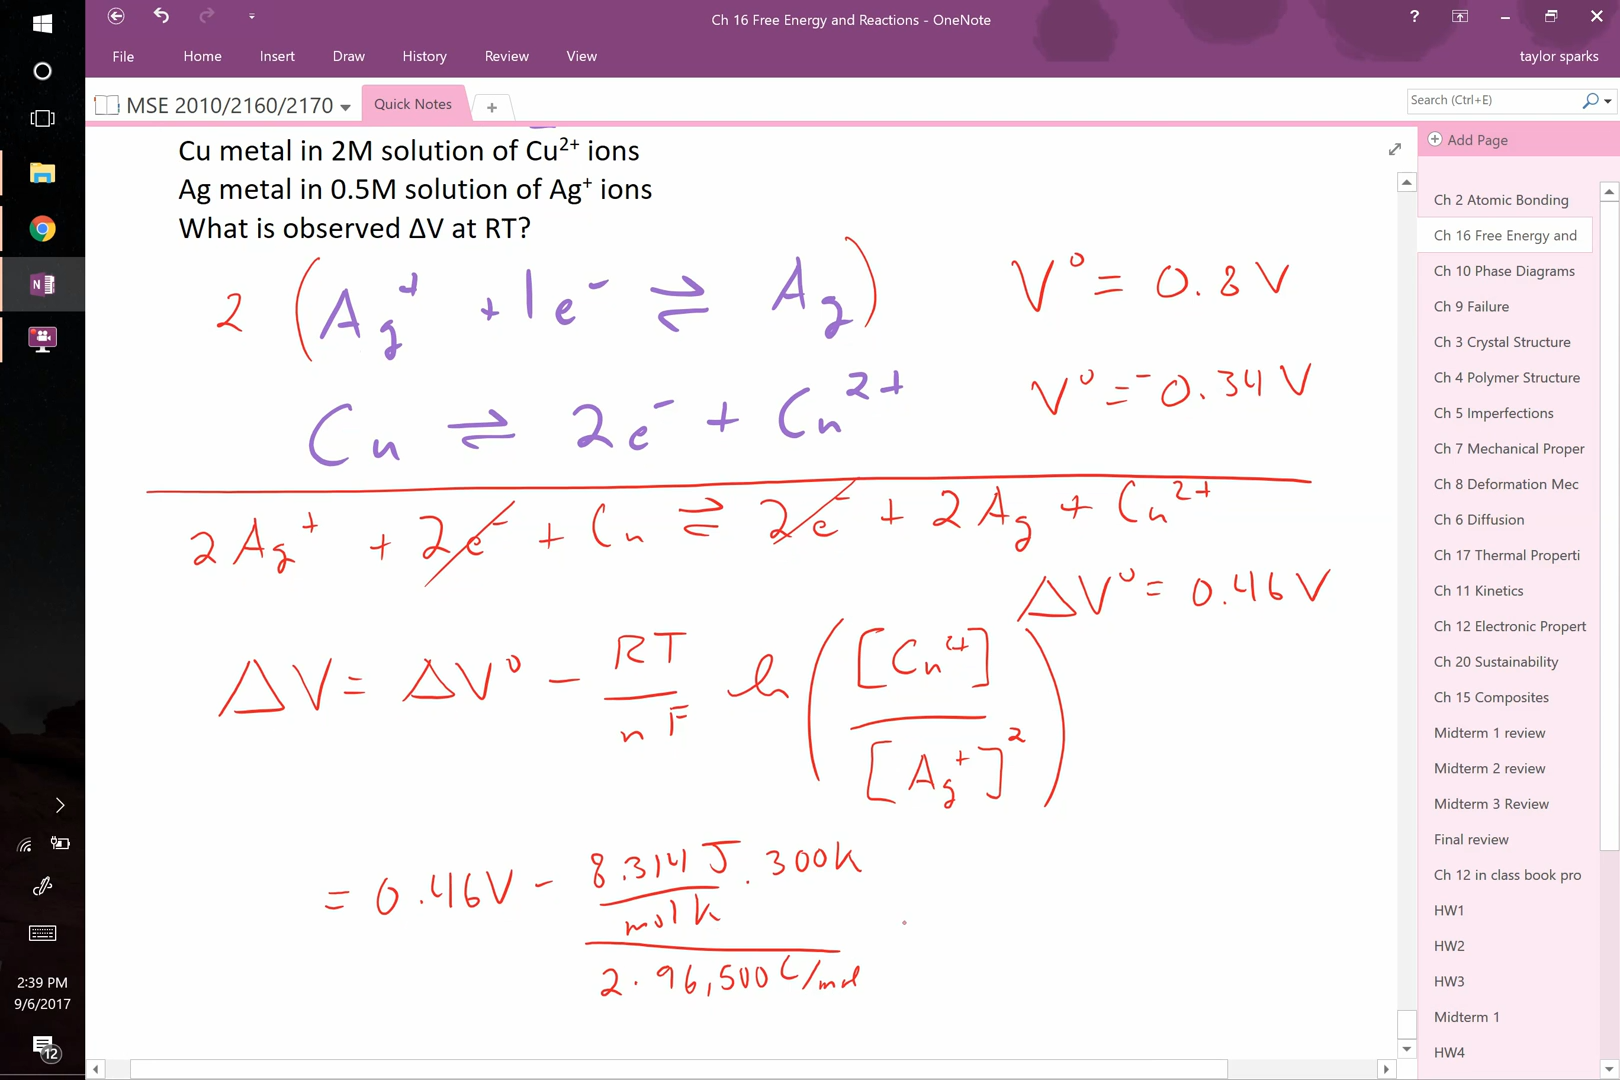 Ch 16 Free Energy and Reactions - OneNote
?
File Home Insert Draw History Review View
taylor sparks
MSE 2010/2160/2170
Quick Notes
+
Search (Ctrl+E)
Cu metal in 2M solution of Cu²⁺ ions
Ag metal in 0.5M solution of Ag⁺ ions
What is observed ΔV at RT?
2 (Ag⁺ + 1e⁻ ⇌ Ag) V⁰ = 0.8 V
Cu ⇌ 2e⁻ + Cu²⁺ V⁰ = -0.34 V
2Ag⁺ + 2e⁻ + Cu ⇌ 2e⁻ + 2Ag + Cu²⁺
ΔV⁰ = 0.46 V
ΔV = ΔV⁰ - RT/nF ln([Cu²⁺]/[Ag⁺]²)
= 0.46V - 8.314 J/mol K · 300K
2 · 96,500 C/mol
Add Page
Ch 2 Atomic Bonding
Ch 16 Free Energy and
Ch 10 Phase Diagrams
Ch 9 Failure
Ch 3 Crystal Structure
Ch 4 Polymer Structure
Ch 5 Imperfections
Ch 7 Mechanical Proper
Ch 8 Deformation Mec
Ch 6 Diffusion
Ch 17 Thermal Properti
Ch 11 Kinetics
Ch 12 Electronic Propert
Ch 20 Sustainability
Ch 15 Composites
Midterm 1 review
Midterm 2 review
Midterm 3 Review
Final review
Ch 12 in class book pro
HW1
HW2
HW3
Midterm 1
HW4
2:39 PM
9/6/2017
12